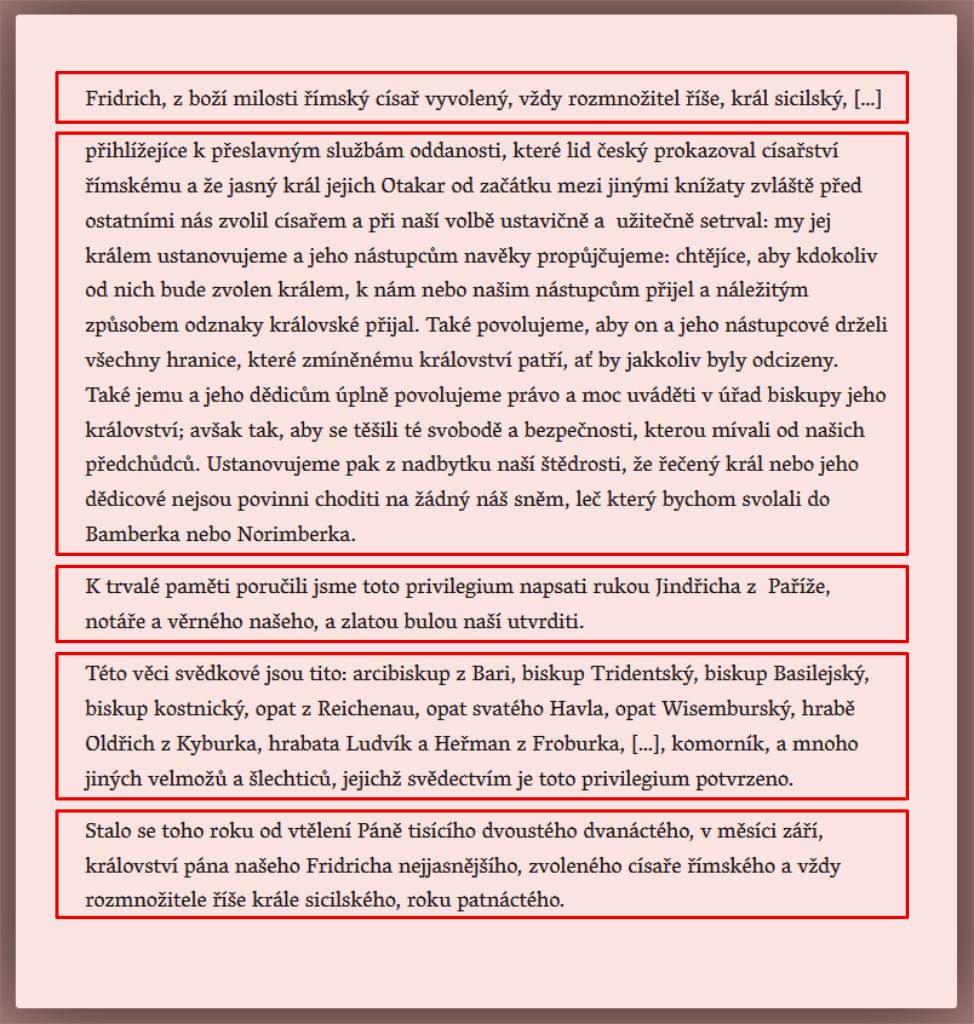 Fridrich, z boží milosti římský císař vyvolený, vždy rozmnožitel říše, král sicilský, [...]
přihlížejíce k přeslavným službám oddanosti, které lid český prokazoval císařství
římskému a že jasný král jejich Otakar od začátku mezi jinými knížaty zvláště před
ostatními nás zvolil císařem a při naší volbě ustavičně a  užitečně setrval: my jej
králem ustanovujeme a jeho nástupcům navěky propůjčujeme: chtějíce, aby kdokoliv
od nich bude zvolen králem, k nám nebo našim nástupcům přijel a náležitým
způsobem odznaky královské přijal. Také povolujeme, aby on a jeho nástupcové drželi
všechny hranice, které zmíněnému království patří, ať by jakkoliv byly odcizeny.
Také jemu a jeho dědicům úplně povolujeme právo a moc uváděti v úřad biskupy jeho
království; avšak tak, aby se těšili té svobodě a bezpečnosti, kterou mívali od našich
předchůdců. Ustanovujeme pak z nadbytku naší štědrosti, že řečený král nebo jeho
dědicové nejsou povinni choditi na žádný náš sněm, leč který bychom svolali do
Bamberka nebo Norimberka.
K trvalé paměti poručili jsme toto privilegium napsati rukou Jindřicha z  Paříže,
notáře a věrného našeho, a zlatou bulou naší utvrditi.
Této věci svědkové jsou tito: arcibiskup z Bari, biskup Tridentský, biskup Basilejský,
biskup kostnický, opat z Reichenau, opat svatého Havla, opat Wisemburský, hrabě
Oldřich z Kyburka, hrabata Ludvík a Heřman z Froburka, [...], komorník, a mnoho
jiných velmožů a šlechticů, jejichž svědectvím je toto privilegium potvrzeno.
Stalo se toho roku od vtělení Páně tisícího dvoustého dvanáctého, v měsíci září,
království pána našeho Fridricha nejjasnějšího, zvoleného císaře římského a vždy
rozmnožitele říše krále sicilského, roku patnáctého.